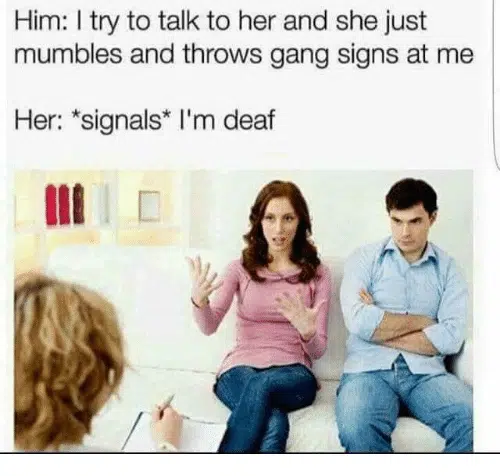 Him: I try to talk to her and she just
mumbles and throws gang signs at me
Her: *signals* I'm deaf